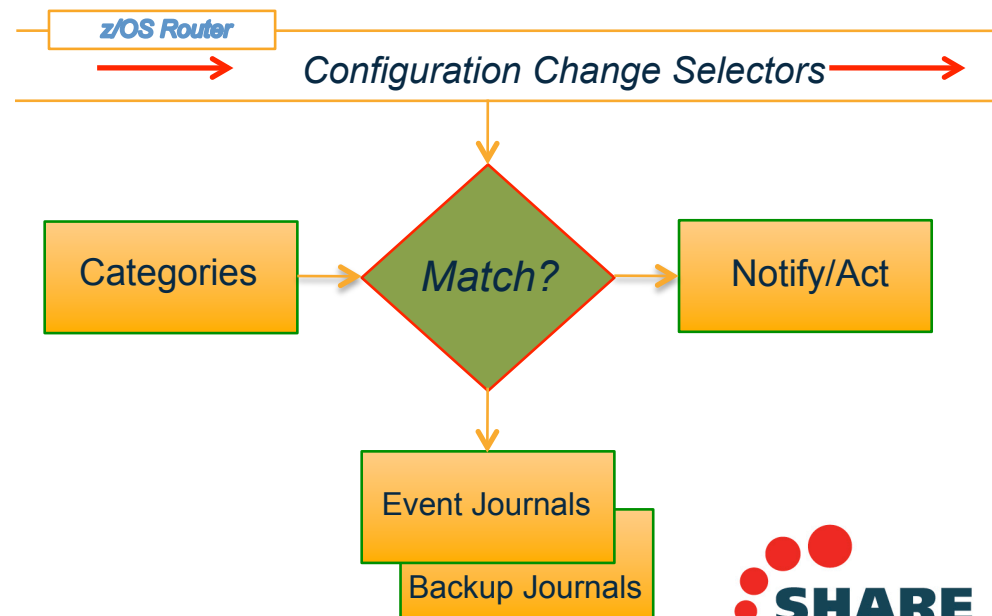 z/OS Router
Configuration Change Selectors
Categories
Match?
Notify/Act
Event Journals
Backup Journals
SHARE